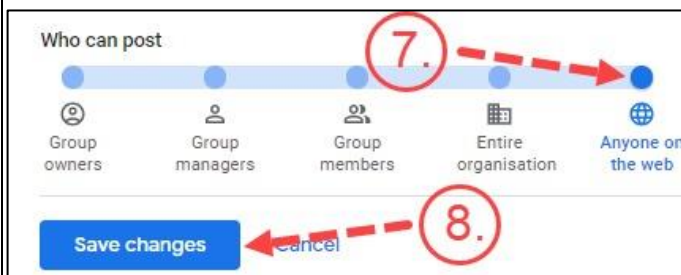 Who can post
7.
Group owners
Group managers
Group members
Entire organisation
Anyone on the web
Save changes
Cancel
8.